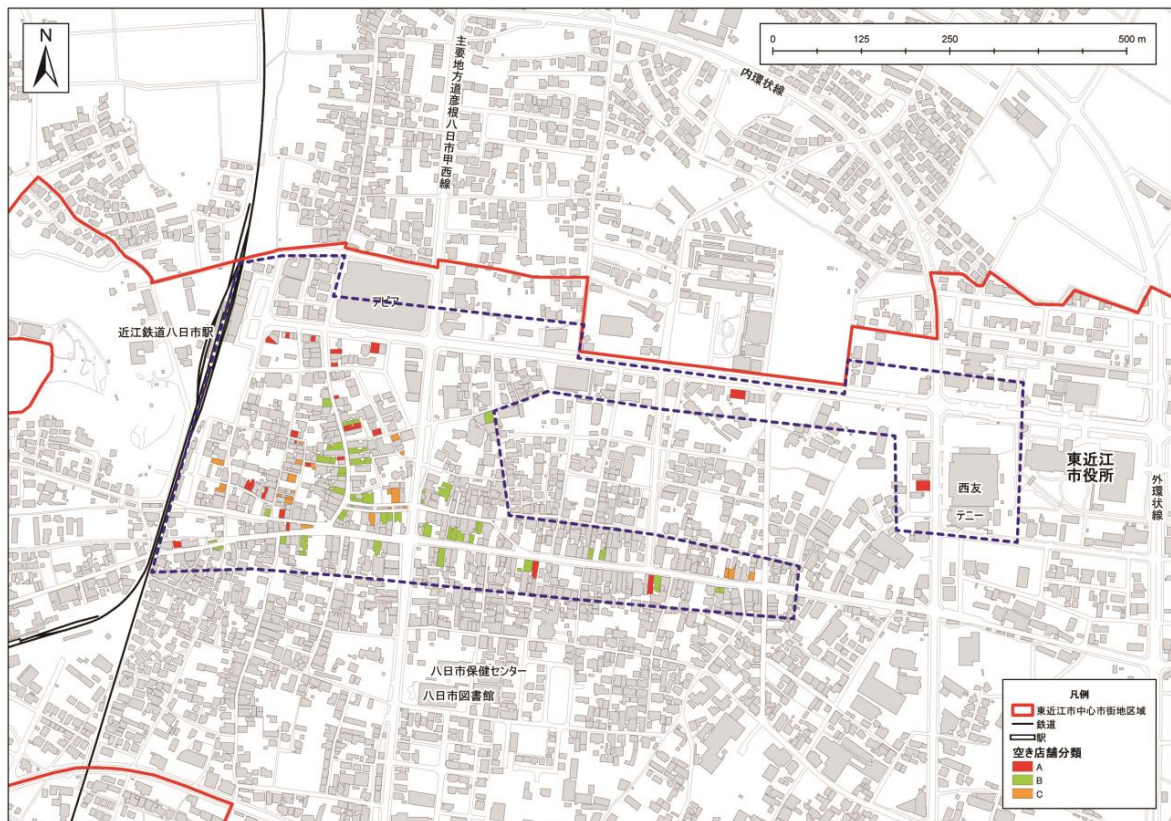 N
0 125 250 500 m
主要地方道彦根八日市甲西線
内環状線
アピア
近江鉄道八日市駅
西友
テニー
東近江
市役所
外環状線
八日市保健センター
八日市図書館
凡例
東近江市中心市街地区域
鉄道
駅
空き店舗分類
A
B
C